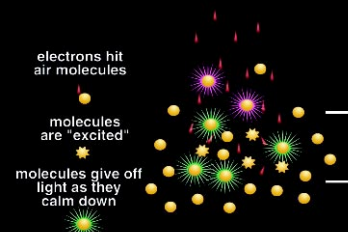 electrons hit
air molecules
molecules
are "excited"
molecules give off
light as they
calm down